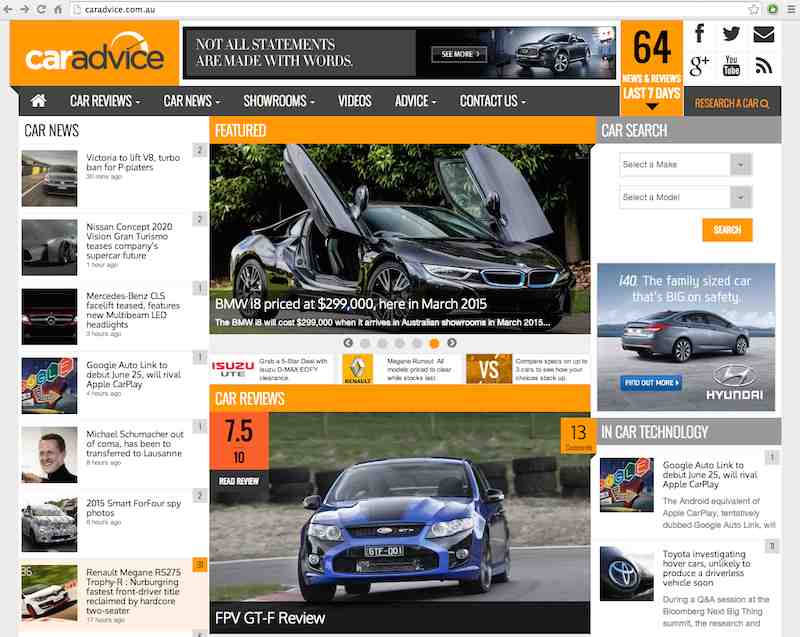 caradvice.com.au
caradvice
NOT ALL STATEMENTS
ARE MADE WITH WORDS.
SEE MORE
64
NEWS & REVIEWS
LAST 7 DAYS
g+
You
Tube
CAR REVIEWS
CAR NEWS
SHOWROOMS
VIDEOS
ADVICE
CONTACT US
RESEARCH A CAR
CAR NEWS
Victoria to lift V8, turbo
ban for P-platers
30 mins ago
2
Nissan Concept 2020
Vision Gran Turismo
teases company's
supercar future
1 hour ago
2
Mercedes-Benz CLS
facelift teased, features
new Multibeam LED
headlights
3 hours ago
1
Google Auto Link to
debut June 25, will rival
Apple CarPlay
4 hours ago
1
Michael Schumacher out
of coma, has been to
transferred to Lausanne
8 hours ago
1
2015 Smart ForFour spy
photos
8 hours ago
2
Renault Megane RS275
Trophy-R : Nurburgring
fastest front-driver title
reclaimed by hardcore
two-seater
17 hours ago
31
FEATURED
BMW i8 priced at $299,000, here in March 2015
The BMW i8 will cost $299,000 when it arrives in Australian showrooms in March 2015...
ISUZU
UTE
Grab a 5-Star Deal with
Isuzu D-MAX EOFY
clearance.
RENAULT
Megane Runout. All
models priced to clear
while stocks last.
VS
Compare specs on up to
3 cars to see how your
choices stack up.
CAR REVIEWS
7.5
10
READ REVIEW
13
Comments
GTF·001
FPV GT-F Review
CAR SEARCH
Select a Make
Select a Model
SEARCH
i40. The family sized car
that's BIG on safety.
FIND OUT MORE
HYUNDAI
IN CAR TECHNOLOGY
GOOGLE
Google Auto Link to
debut June 25, will rival
Apple CarPlay
1
The Android equivalent of
Apple CarPlay, tentatively
dubbed Google Auto Link, will
Toyota investigating
hover cars, unlikely to
produce a driverless
vehicle soon
11
During a Q&A session at the
Bloomberg Next Big Thing
summit, the research and